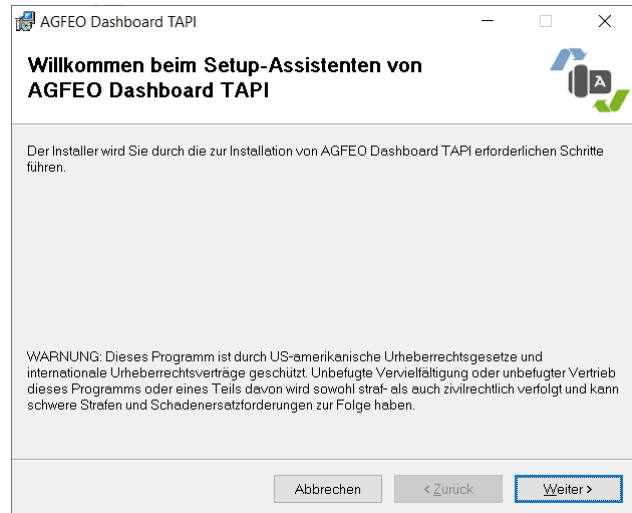 AGFEO Dashboard TAPI
Willkommen beim Setup-Assistenten von
AGFEO Dashboard TAPI
A
Der Installer wird Sie durch die zur Installation von AGFEO Dashboard TAPI erforderlichen Schritte
führen.
WARNUNG: Dieses Programm ist durch US-amerikanische Urheberrechtsgesetze und
internationale Urheberrechtsverträge geschützt. Unbefugte Vervielfältigung oder unbefugter Vertrieb
dieses Programms oder eines Teils davon wird sowohl straf- als auch zivilrechtlich verfolgt und kann
schwere Strafen und Schadenersatzforderungen zur Folge haben.
Abbrechen
< Zurück
Weiter >